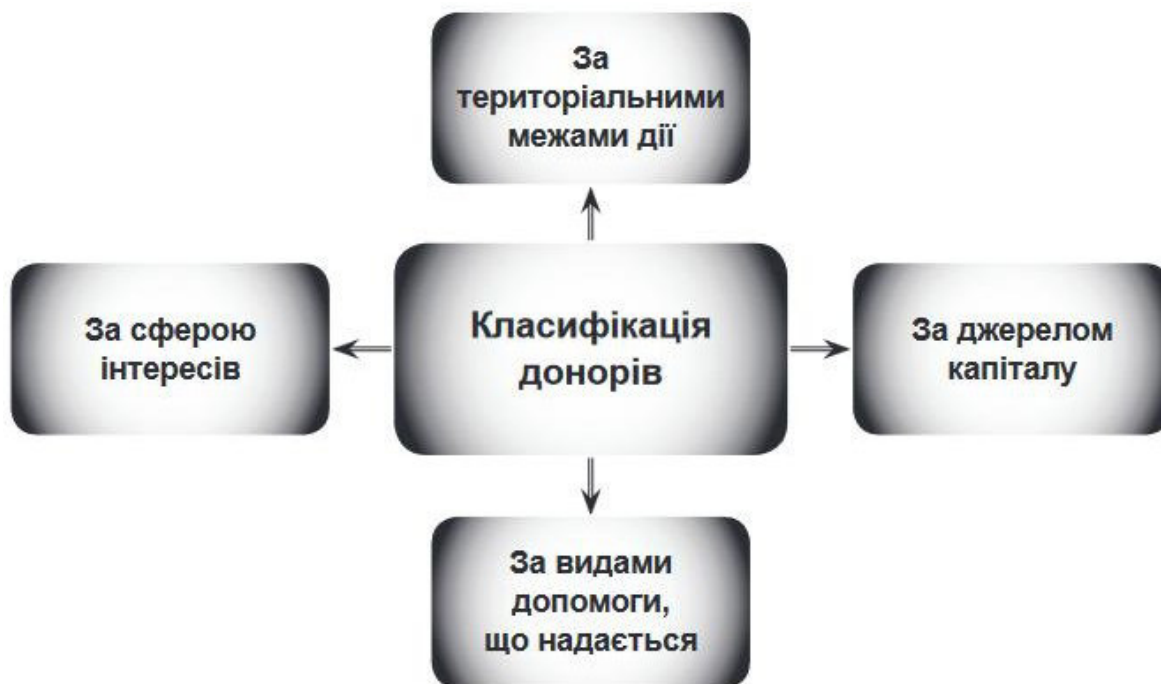 За
територіальними
межами дії
За сферою
інтересів
Класифікація
донорів
За джерелом
капіталу
За видами
допомоги,
що надається